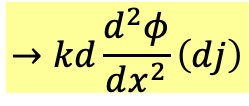 → kd d²ϕ/dx² (dj)